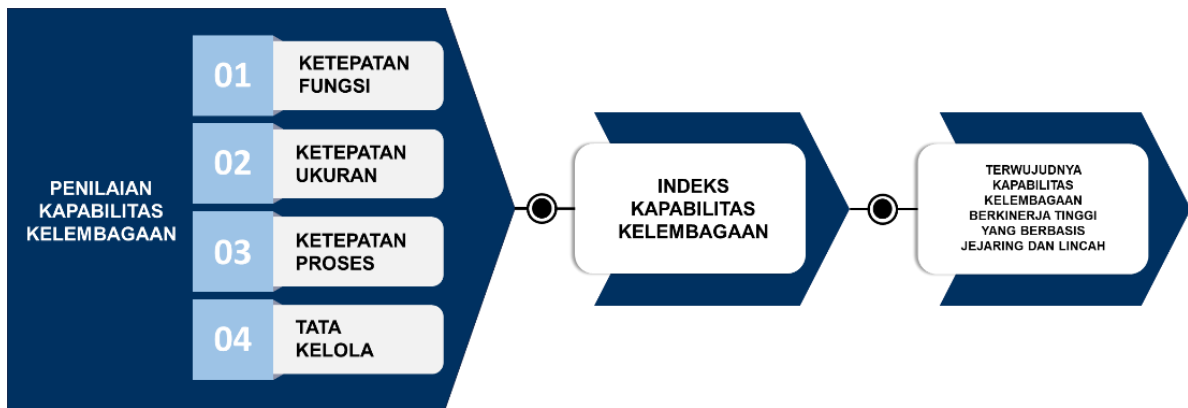 PENILAIAN
KAPABILITAS
KELEMBAGAAN
01
KETEPATAN
FUNGSI
02
KETEPATAN
UKURAN
03
KETEPATAN
PROSES
04
TATA
KELOLA
INDEKS
KAPABILITAS
KELEMBAGAAN
TERWUJUDNYA
KAPABILITAS
KELEMBAGAAN
BERKINERJA TINGGI
YANG BERBASIS
JEJARING DAN LINCAH